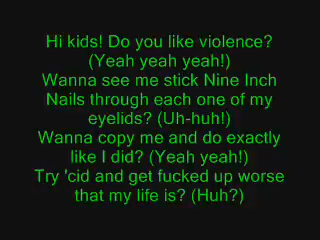 Hi kids! Do you like violence?
(Yeah yeah yeah!)
Wanna see me stick Nine Inch
Nails through each one of my
eyelids? (Uh-huh!)
Wanna copy me and do exactly
like I did? (Yeah yeah!)
Try 'cid and get fucked up worse
that my life is? (Huh?)